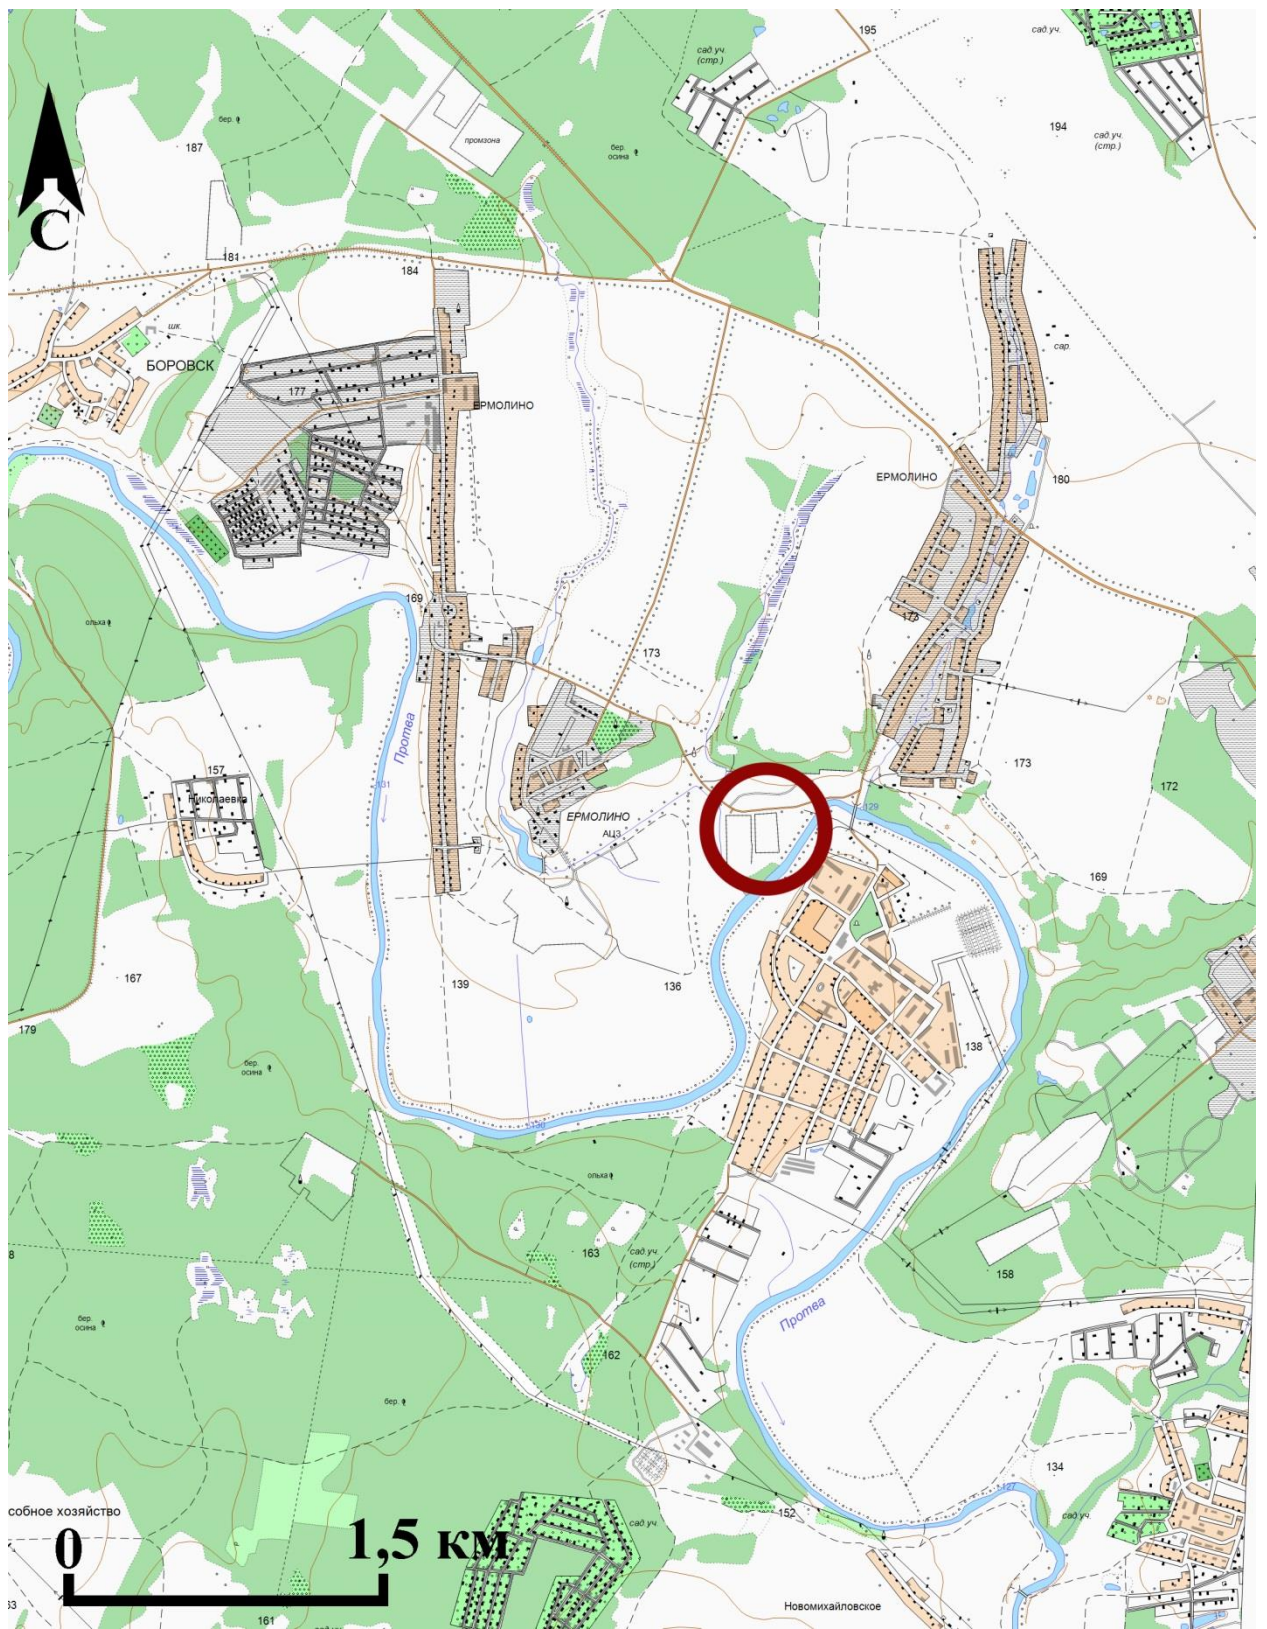 195
сад.уч.
сад.уч.
(стр.)
бер.
187
194
промзона
сад.уч.
(стр.)
бер.
осина
С
181
184
шк.
сар.
БОРОВСК
177
ЕРМОЛИНО
ЕРМОЛИНО
180
169
173
ольха
173
Протва
173
157
131
172
Николаевка
129
ЕРМОЛИНО
АЦЗ
169
167
139
136
179
138
бер.
осина
130
ольха
163
сад.уч.
(стр.)
8
158
Протва
бер.
осина
162
бер.
134
127
собное хозяйство
152
сад.уч.
сад.уч.
0
1,5 км
33
161
Новомихайловское